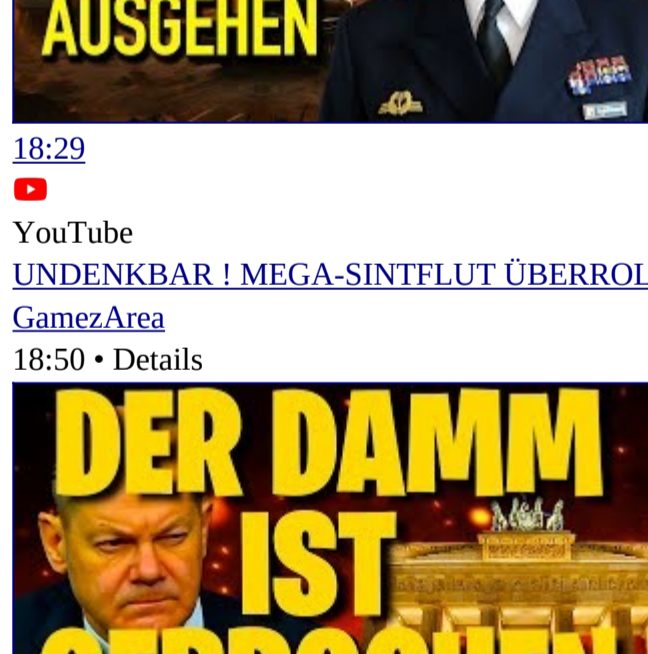 AUSGEHEN
18:29
YouTube
UNDENKBAR ! MEGA-SINTFLUT ÜBERROL
GamezArea
18:50 • Details
DER DAMM
IST